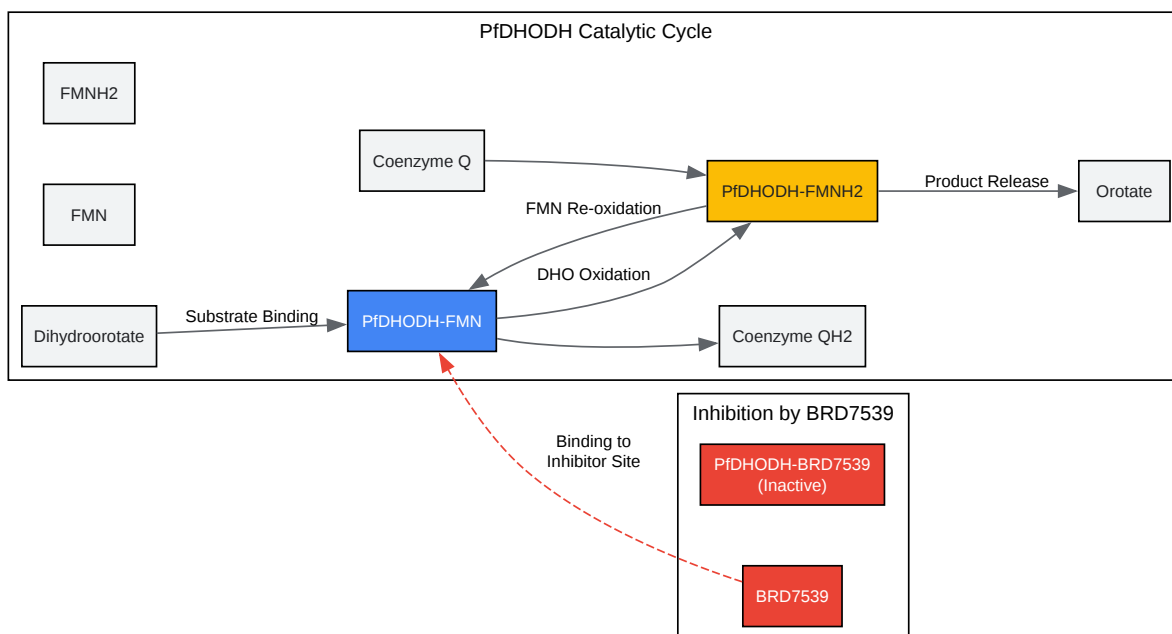 PfDHODH Catalytic Cycle
FMNH2
Coenzyme Q
PfDHODH-FMNH2
Product Release
Orotate
FMN
FMN Re-oxidation
DHO Oxidation
Dihydroorotate
Substrate Binding
PfDHODH-FMN
Coenzyme QH2
Inhibition by BRD7539
Binding to
Inhibitor Site
PfDHODH-BRD7539
(Inactive)
BRD7539